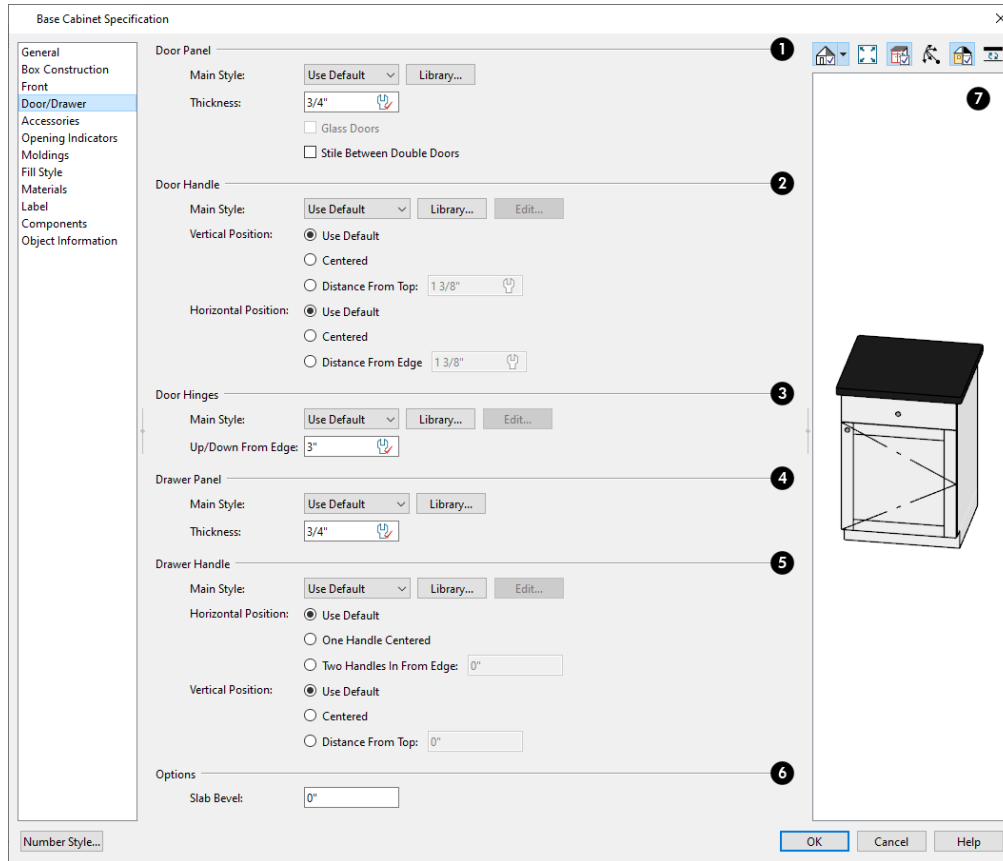 Base Cabinet Specification
General
Box Construction
Front
Door/Drawer
Accessories
Opening Indicators
Moldings
Fill Style
Materials
Label
Components
Object Information
Door Panel 1
Main Style: Use Default Library...
Thickness: 3/4"
Glass Doors
Stile Between Double Doors
Door Handle 2
Main Style: Use Default Library... Edit...
Vertical Position: Use Default
Centered
Distance From Top: 1 3/8"
Horizontal Position: Use Default
Centered
Distance From Edge 1 3/8"
Door Hinges 3
Main Style: Use Default Library... Edit...
Up/Down From Edge: 3"
Drawer Panel 4
Main Style: Use Default Library...
Thickness: 3/4"
Drawer Handle 5
Main Style: Use Default Library... Edit...
Horizontal Position: Use Default
One Handle Centered
Two Handles In From Edge: 0"
Vertical Position: Use Default
Centered
Distance From Top: 0"
Options 6
Slab Bevel: 0"
7
Number Style... OK Cancel Help